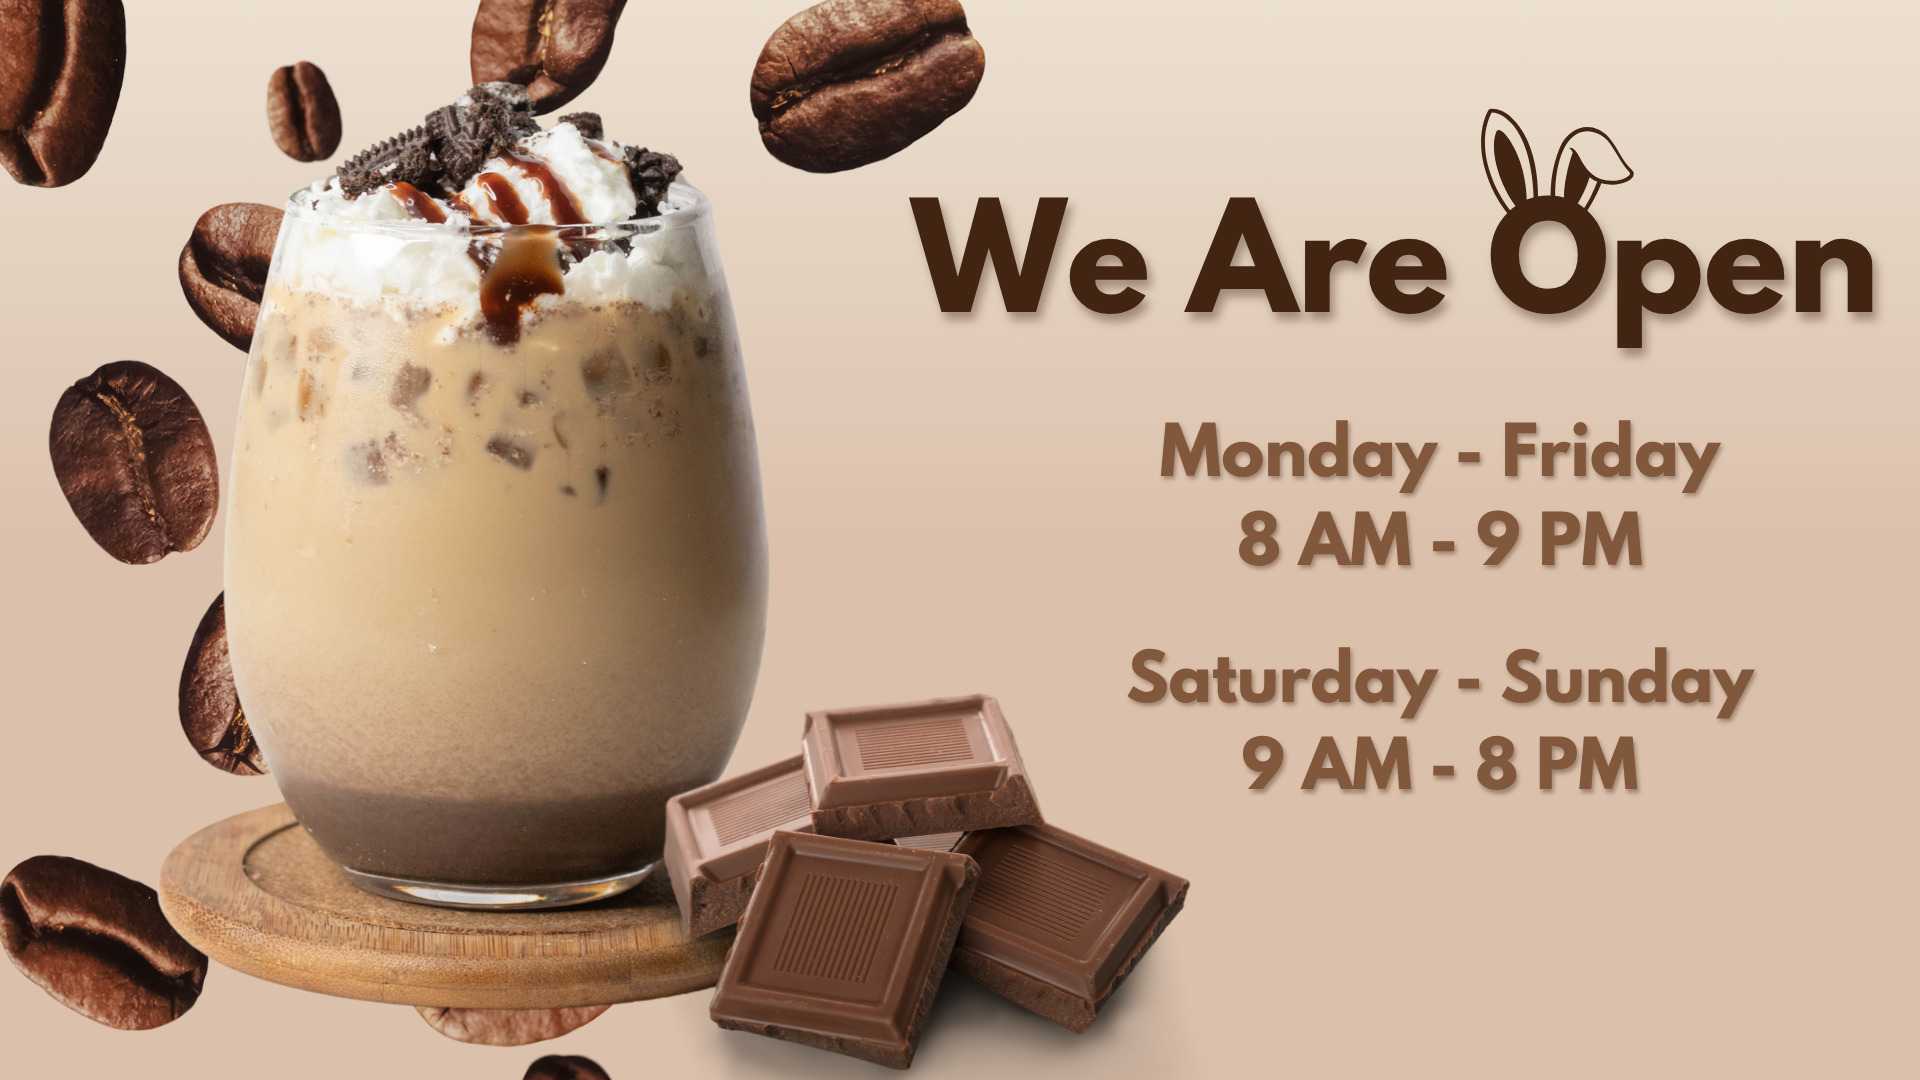 We Are Open
Monday - Friday
8 AM - 9 PM
Saturday - Sunday
9 AM - 8 PM